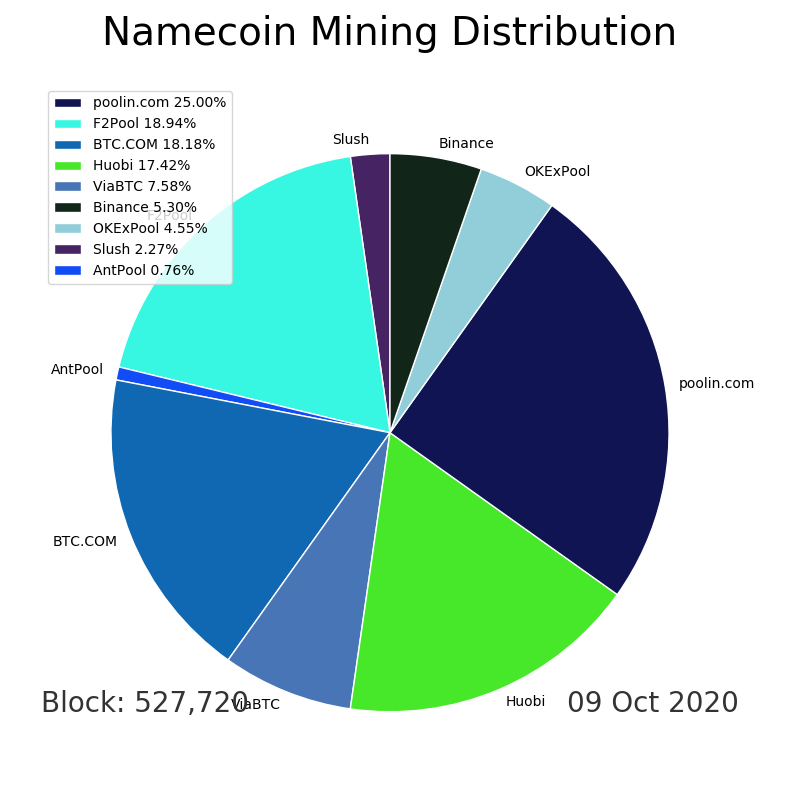 Namecoin Mining Distribution
poolin.com 25.00%
F2Pool 18.94%
BTC.COM 18.18%
Huobi 17.42%
ViaBTC 7.58%
Binance 5.30%
OKExPool 4.55%
Slush 2.27%
AntPool 0.76%
Slush
Binance
OKExPool
F2Pool
AntPool
poolin.com
BTC.COM
Huobi
ViaBTC
Block: 527,720
09 Oct 2020